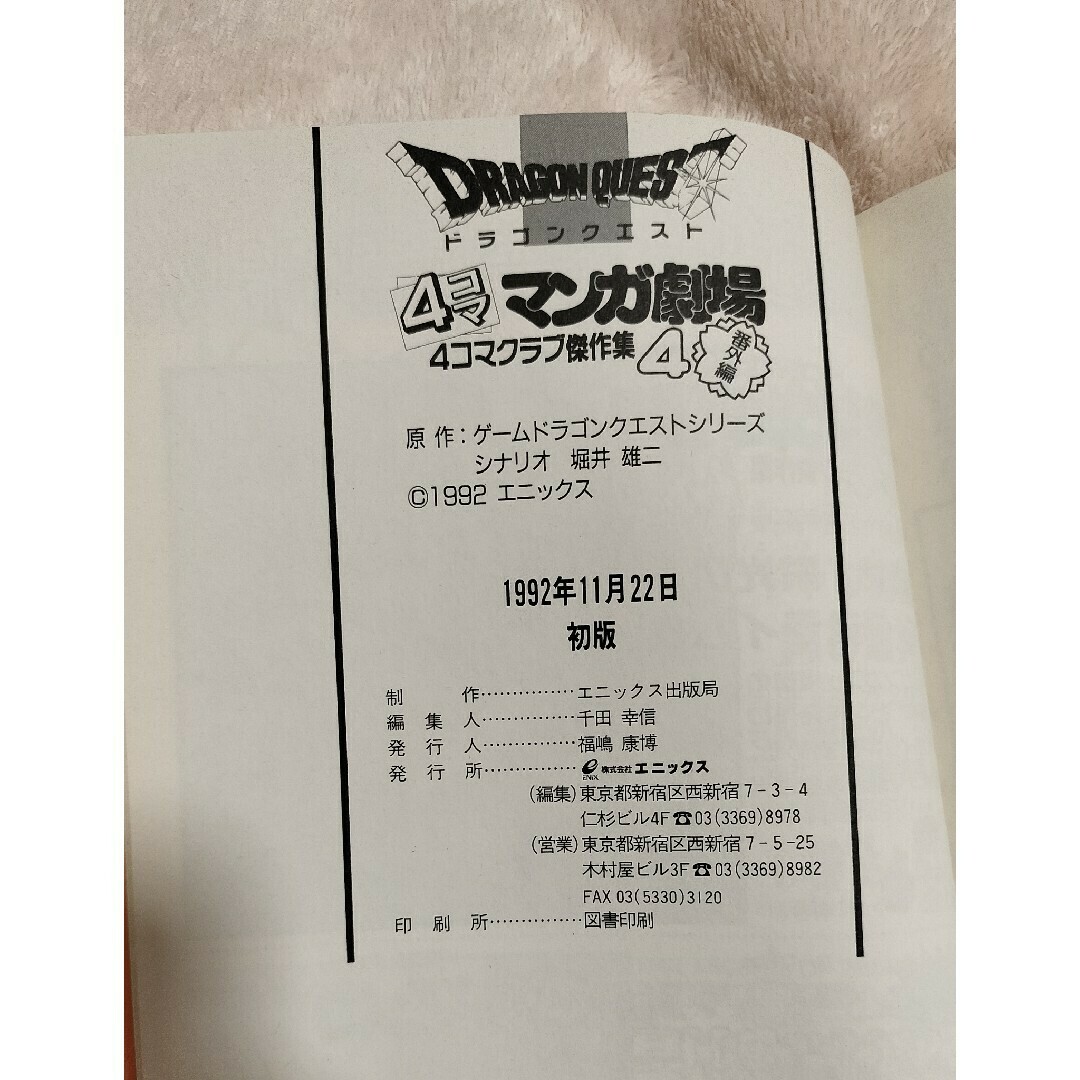 DRAGON QUEST
ドラゴンクエスト
4コママンガ劇場
4コマクラブ傑作集4番外編
原作:ゲームドラゴンクエストシリーズ
シナリオ 堀井 雄二
©1992 エニックス
1992年11月22日
初版
制作……………エニックス出版局
編集人……………千田 幸信
発行人……………福嶋 康博
発行所……………e ENIX 株式会社エニックス
(編集)東京都新宿区西新宿7-3-4
仁杉ビル4F☎03(3369)8978
(営業)東京都新宿区西新宿7-5-25
木村屋ビル3F☎03(3369)8982
FAX 03(5330)3120
印刷所……………図書印刷